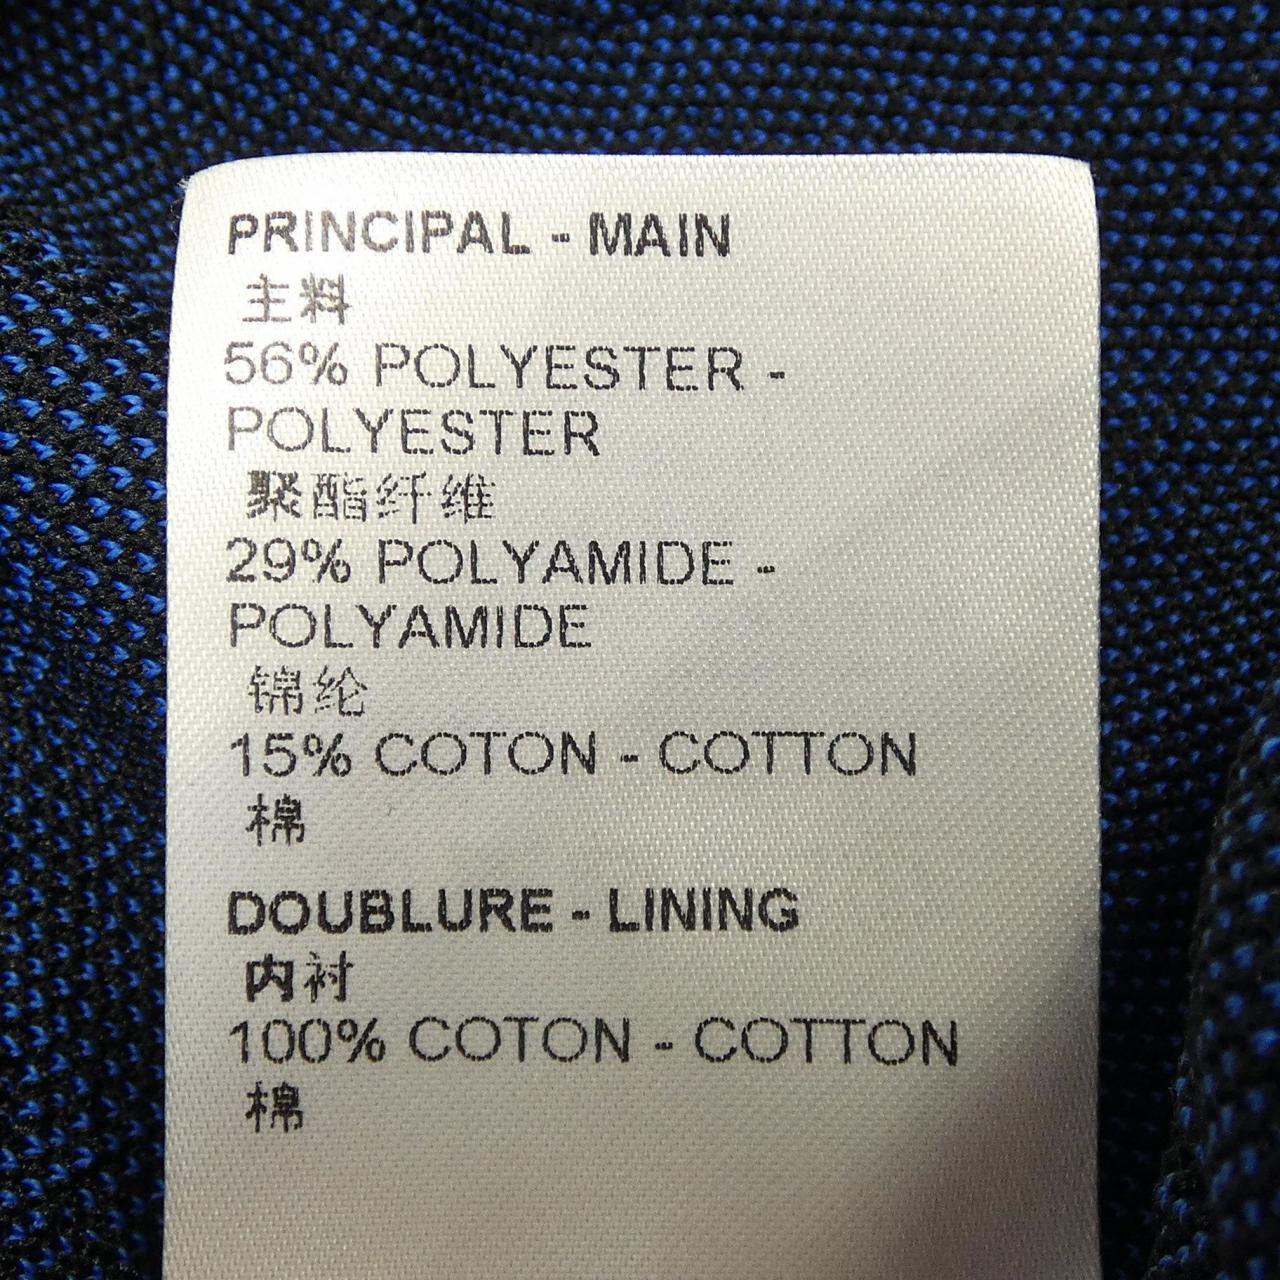 PRINCIPAL - MAIN
主料
56% POLYESTER -
POLYESTER
聚酯纤维
29% POLYAMIDE -
POLYAMIDE
锦纶
15% COTON - COTTON
棉
DOUBLURE - LINING
内衬
100% COTON - COTTON
棉